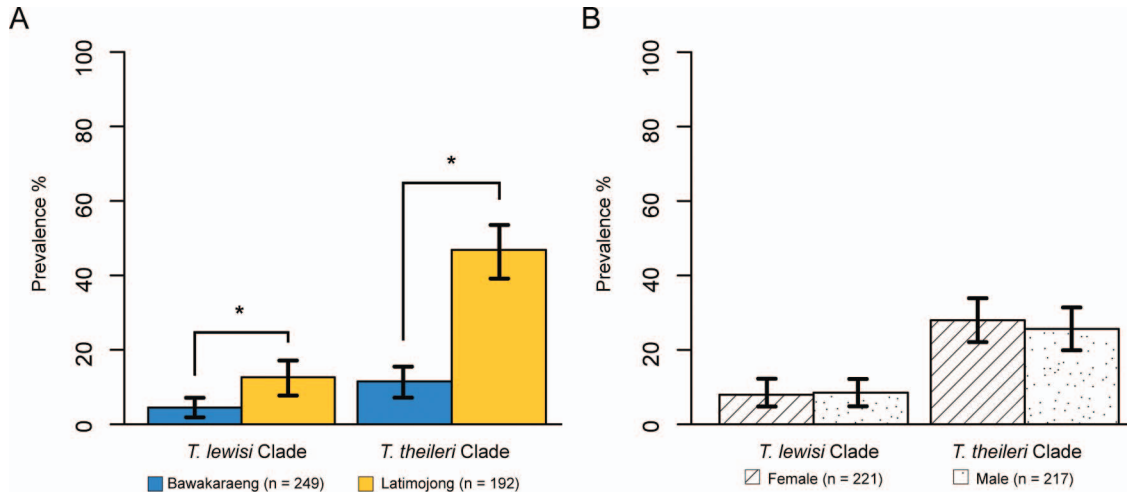 A
Prevalence %
100
80
60
40
20
0
*
*
T. lewisi Clade
T. theileri Clade
Bawakaraeng (n = 249)
Latimojong (n = 192)
B
Prevalence %
100
80
60
40
20
0
T. lewisi Clade
T. theileri Clade
Female (n = 221)
Male (n = 217)